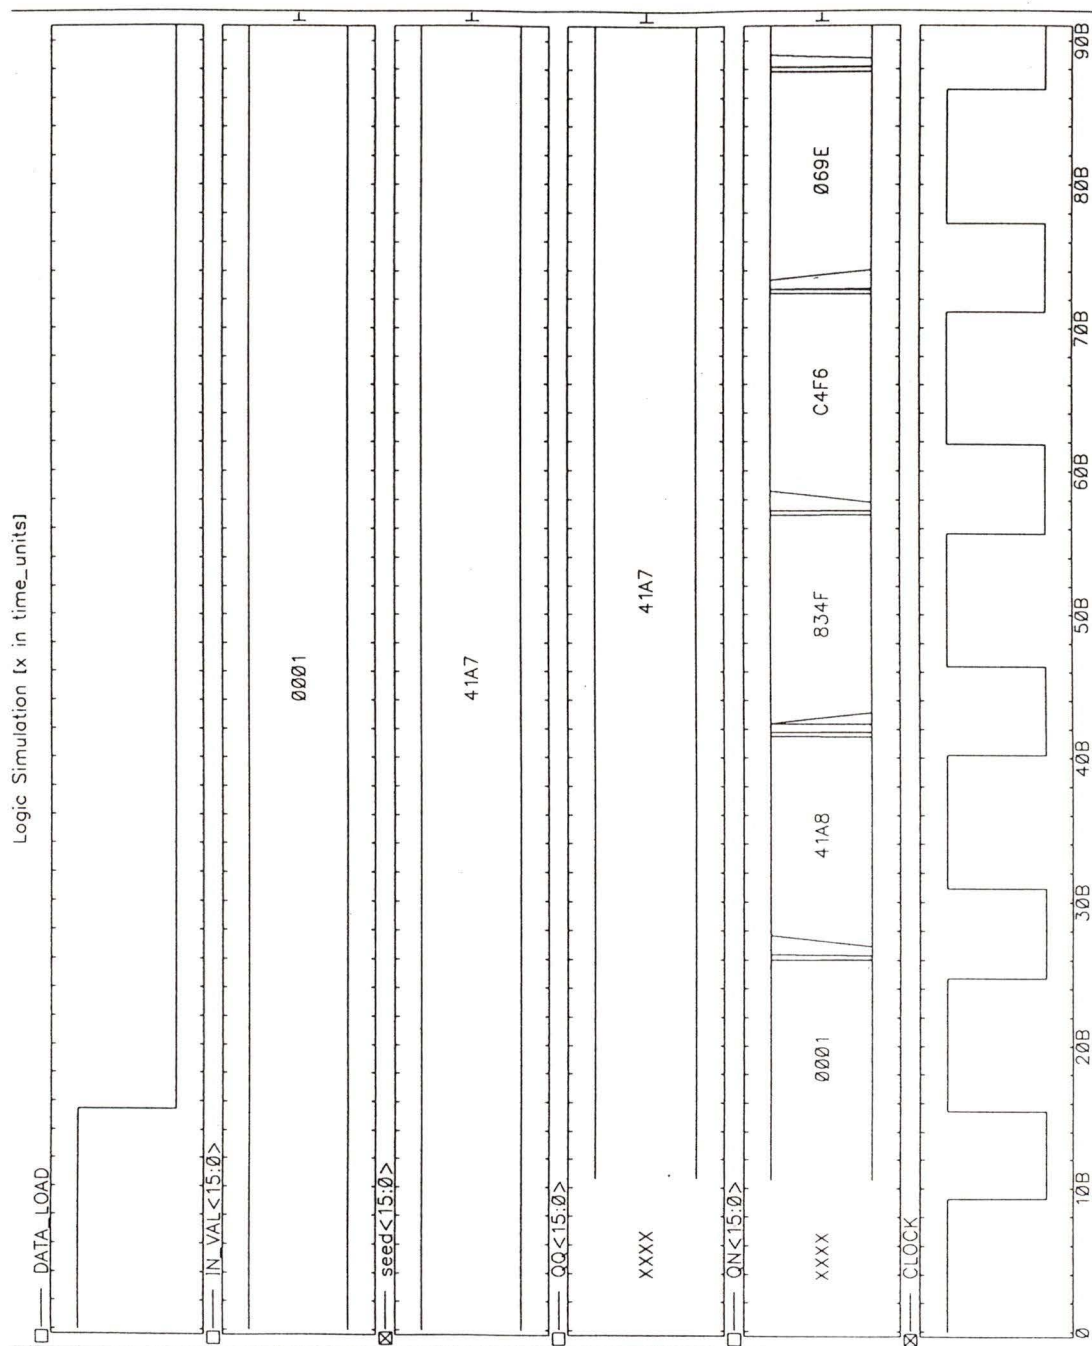 Logic Simulation [x in time_units]
DATA_LOAD
IN_VAL<15:0>
0001
seed<15:0>
41A7
QQ<15:0>
XXXX
41A7
QN<15:0>
XXXX
0001
41A8
834F
C4F6
069E
CLOCK
0
10B
20B
30B
40B
50B
60B
70B
80B
90B